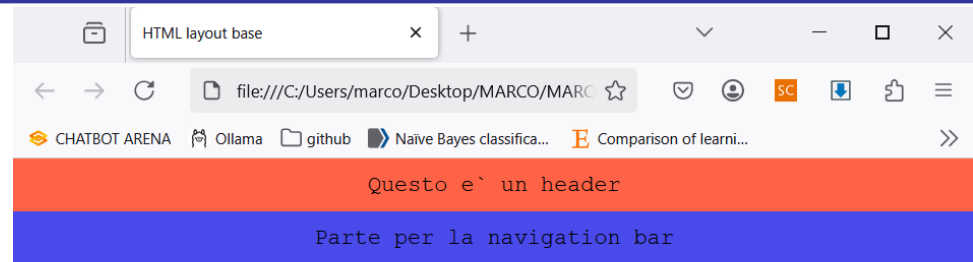 HTML layout base
file:///C:/Users/marco/Desktop/MARCO/MARC
SC
CHATBOT ARENA Ollama github Naïve Bayes classifica... E Comparison of learni...
Questo e` un header
Parte per la navigation bar